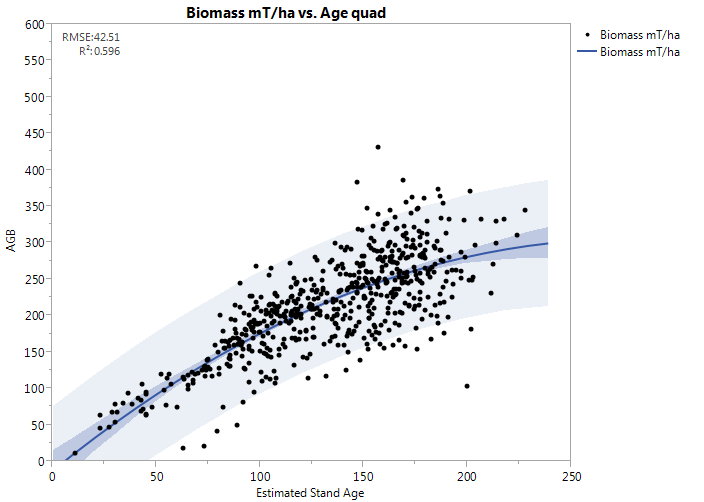 Biomass mT/ha vs. Age quad
RMSE:42.51
R²:0.596
Biomass mT/ha
Biomass mT/ha
AGB
600
550
500
450
400
350
300
250
200
150
100
50
0
0 50 100 150 200 250
Estimated Stand Age